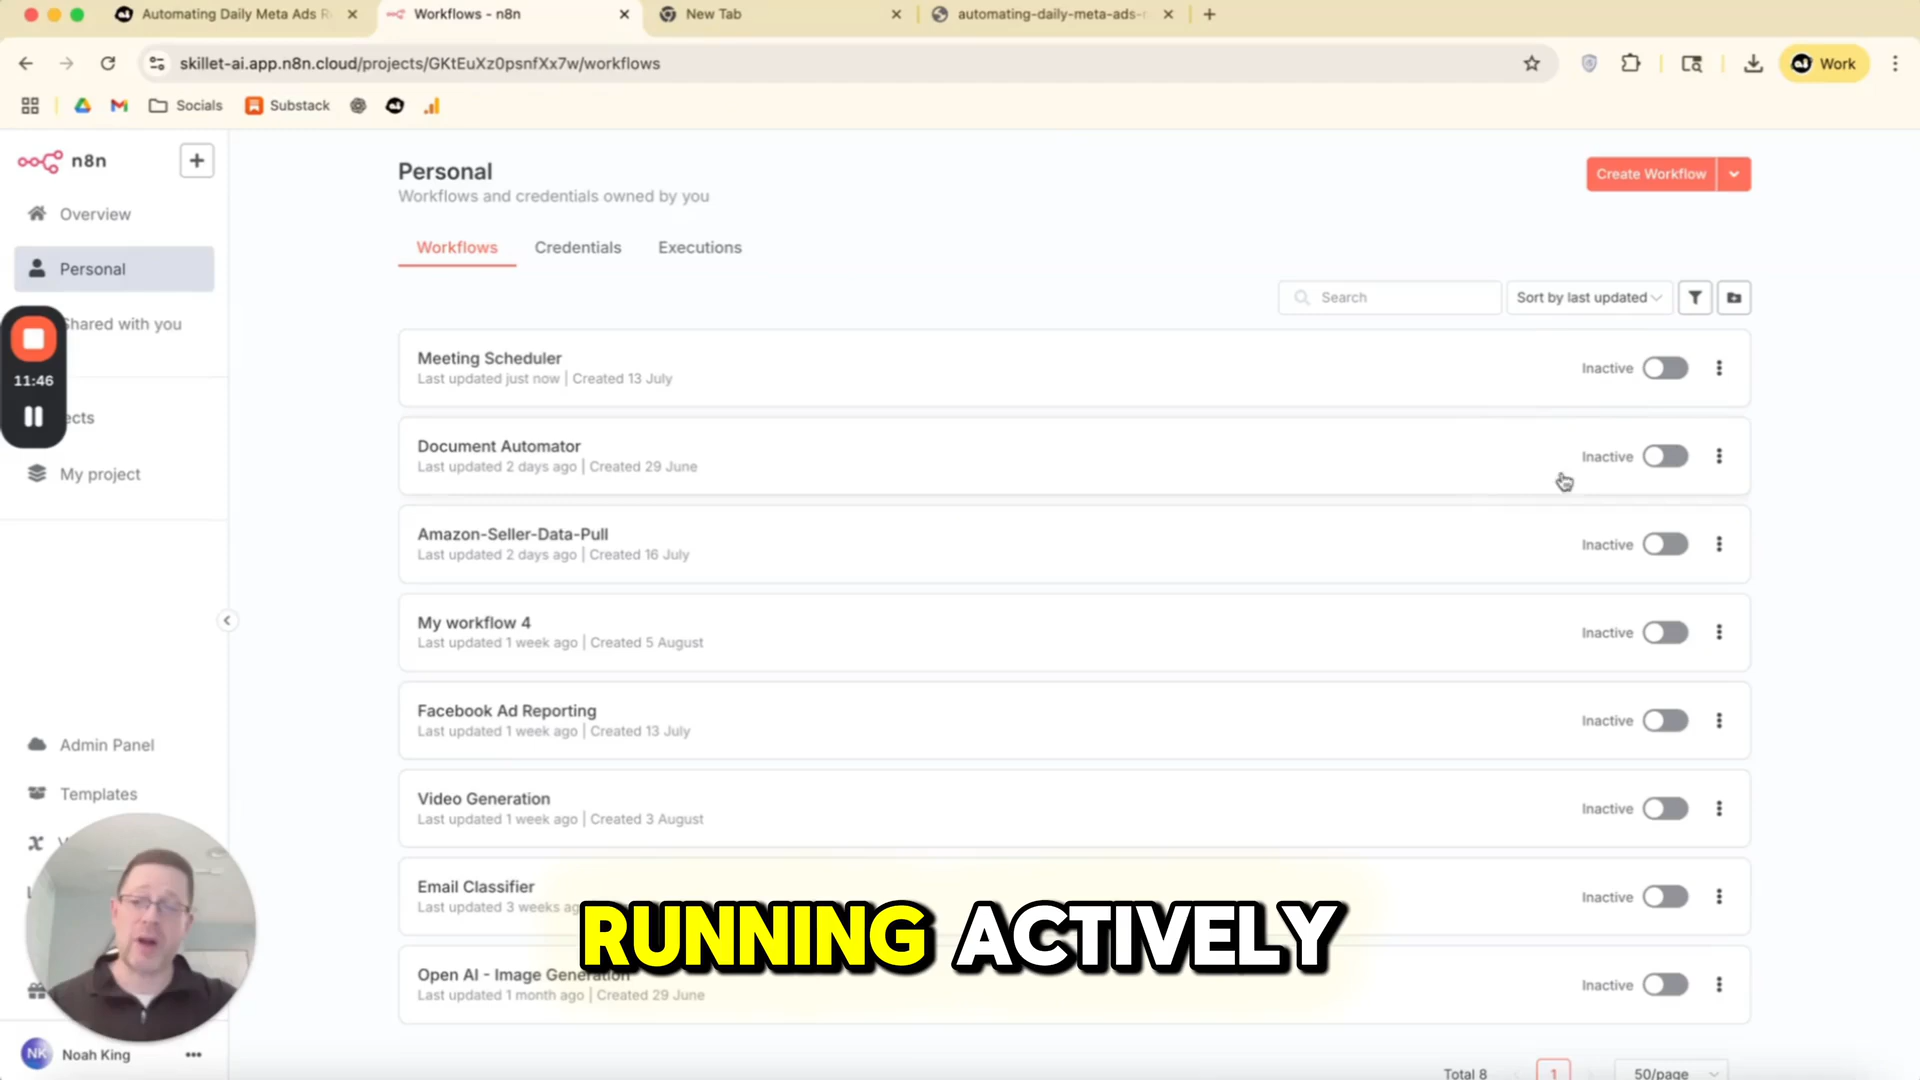 Automating Daily Meta Ads R
Workflows - n8n
New Tab
automating-daily-meta-ads-r
skillet-ai.app.n8n.cloud/projects/GKtEuXz0psnfXx7w/workflows
Work
Socials
Substack
n8n
Overview
Personal
Shared with you
11:46
ects
My project
Admin Panel
Templates
NK
Noah King
Personal
Workflows and credentials owned by you
Create Workflow
Workflows
Credentials
Executions
Search
Sort by last updated
Meeting Scheduler
Last updated just now | Created 13 July
Inactive
Document Automator
Last updated 2 days ago | Created 29 June
Inactive
Amazon-Seller-Data-Pull
Last updated 2 days ago | Created 16 July
Inactive
My workflow 4
Last updated 1 week ago | Created 5 August
Inactive
Facebook Ad Reporting
Last updated 1 week ago | Created 13 July
Inactive
Video Generation
Last updated 1 week ago | Created 3 August
Inactive
Email Classifier
Last updated 3 weeks ag
Inactive
RUNNING ACTIVELY
Open AI - Image Generation
Last updated 1 month ago | Created 29 June
Inactive
Total 8
1
50/page